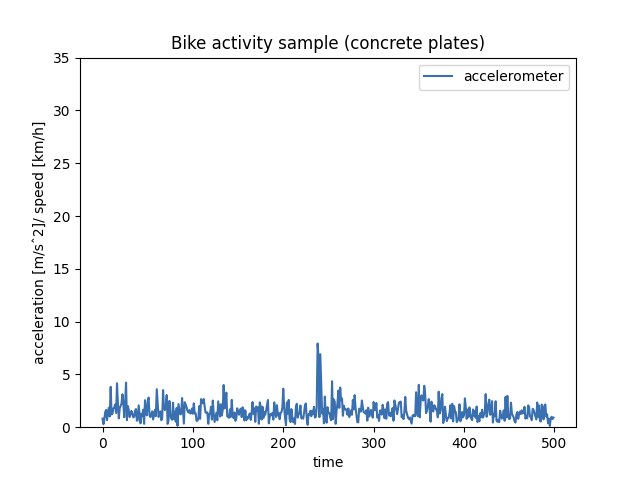 Bike activity sample (concrete plates)
accelerometer
acceleration [m/sˆ2]/ speed [km/h]
35
30
25
20
15
10
5
0
0 100 200 300 400 500
time